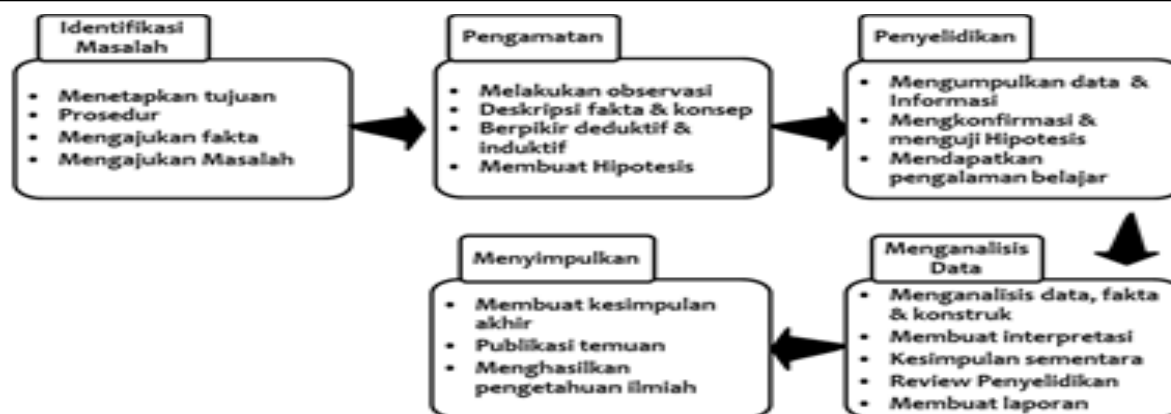 Identifikasi
Masalah
• Menetapkan tujuan
• Prosedur
• Mengajukan fakta
• Mengajukan Masalah
Pengamatan
• Melakukan observasi
• Deskripsi fakta & konsep
• Berpikir deduktif &
induktif
• Membuat Hipotesis
Penyelidikan
• Mengumpulkan data &
Informasi
• Mengkonfirmasi &
menguji Hipotesis
• Mendapatkan
pengalaman belajar
Menganalisis
Data
• Menganalisis data, fakta
& konstruk
• Membuat interpretasi
• Kesimpulan sementara
• Review Penyelidikan
• Membuat laporan
Menyimpulkan
• Membuat kesimpulan
akhir
• Publikasi temuan
• Menghasilkan
pengetahuan ilmiah